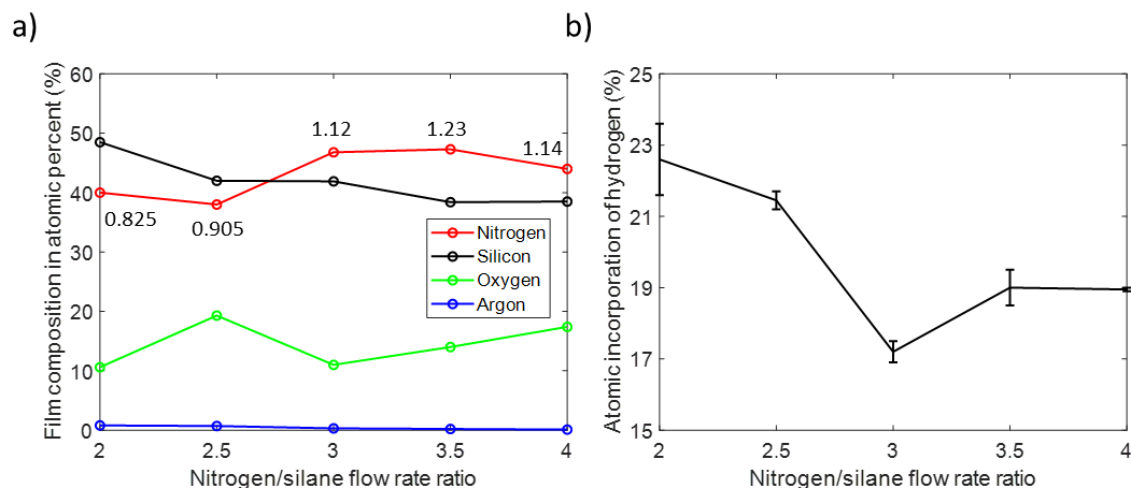 a)
Film composition in atomic percent (%)
60
50
40
30
20
10
0
0.825
0.905
1.12
1.23
1.14
Nitrogen
Silicon
Oxygen
Argon
2
2.5
3
3.5
4
Nitrogen/silane flow rate ratio
b)
Atomic incorporation of hydrogen (%)
25
23
21
19
17
15
2
2.5
3
3.5
4
Nitrogen/silane flow rate ratio